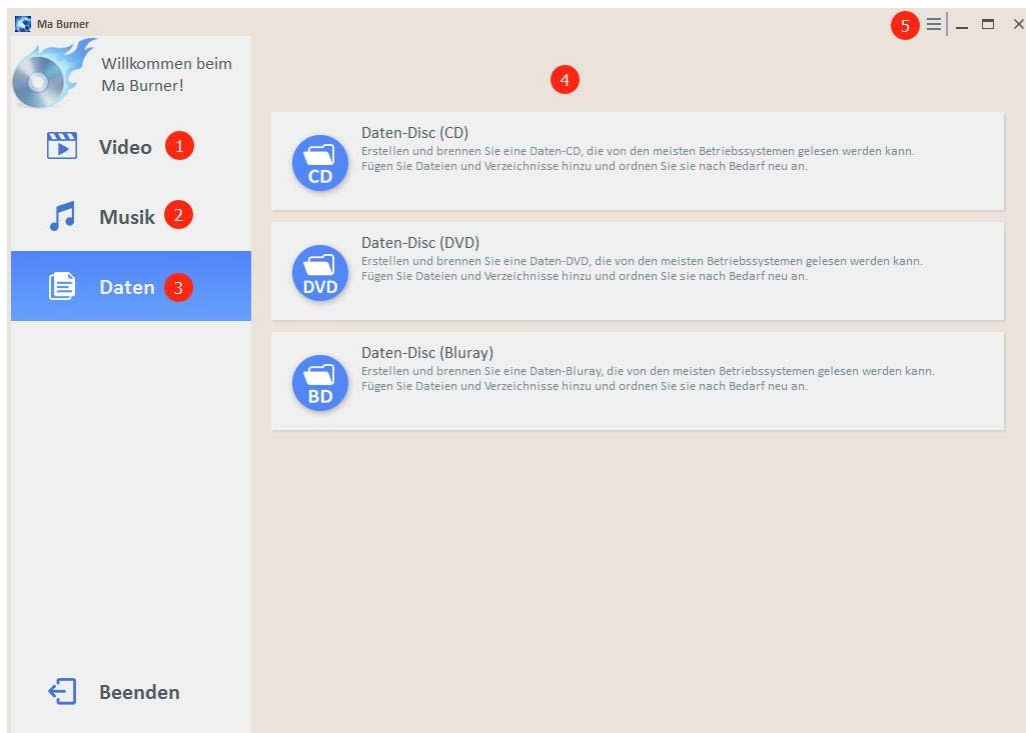 Ma Burner
5
Willkommen beim
Ma Burner!
4
Video 1
Musik 2
Daten 3
Beenden
CD
Daten-Disc (CD)
Erstellen und brennen Sie eine Daten-CD, die von den meisten Betriebssystemen gelesen werden kann.
Fügen Sie Dateien und Verzeichnisse hinzu und ordnen Sie sie nach Bedarf neu an.
DVD
Daten-Disc (DVD)
Erstellen und brennen Sie eine Daten-DVD, die von den meisten Betriebssystemen gelesen werden kann.
Fügen Sie Dateien und Verzeichnisse hinzu und ordnen Sie sie nach Bedarf neu an.
BD
Daten-Disc (Bluray)
Erstellen und brennen Sie eine Daten-Bluray, die von den meisten Betriebssystemen gelesen werden kann.
Fügen Sie Dateien und Verzeichnisse hinzu und ordnen Sie sie nach Bedarf neu an.